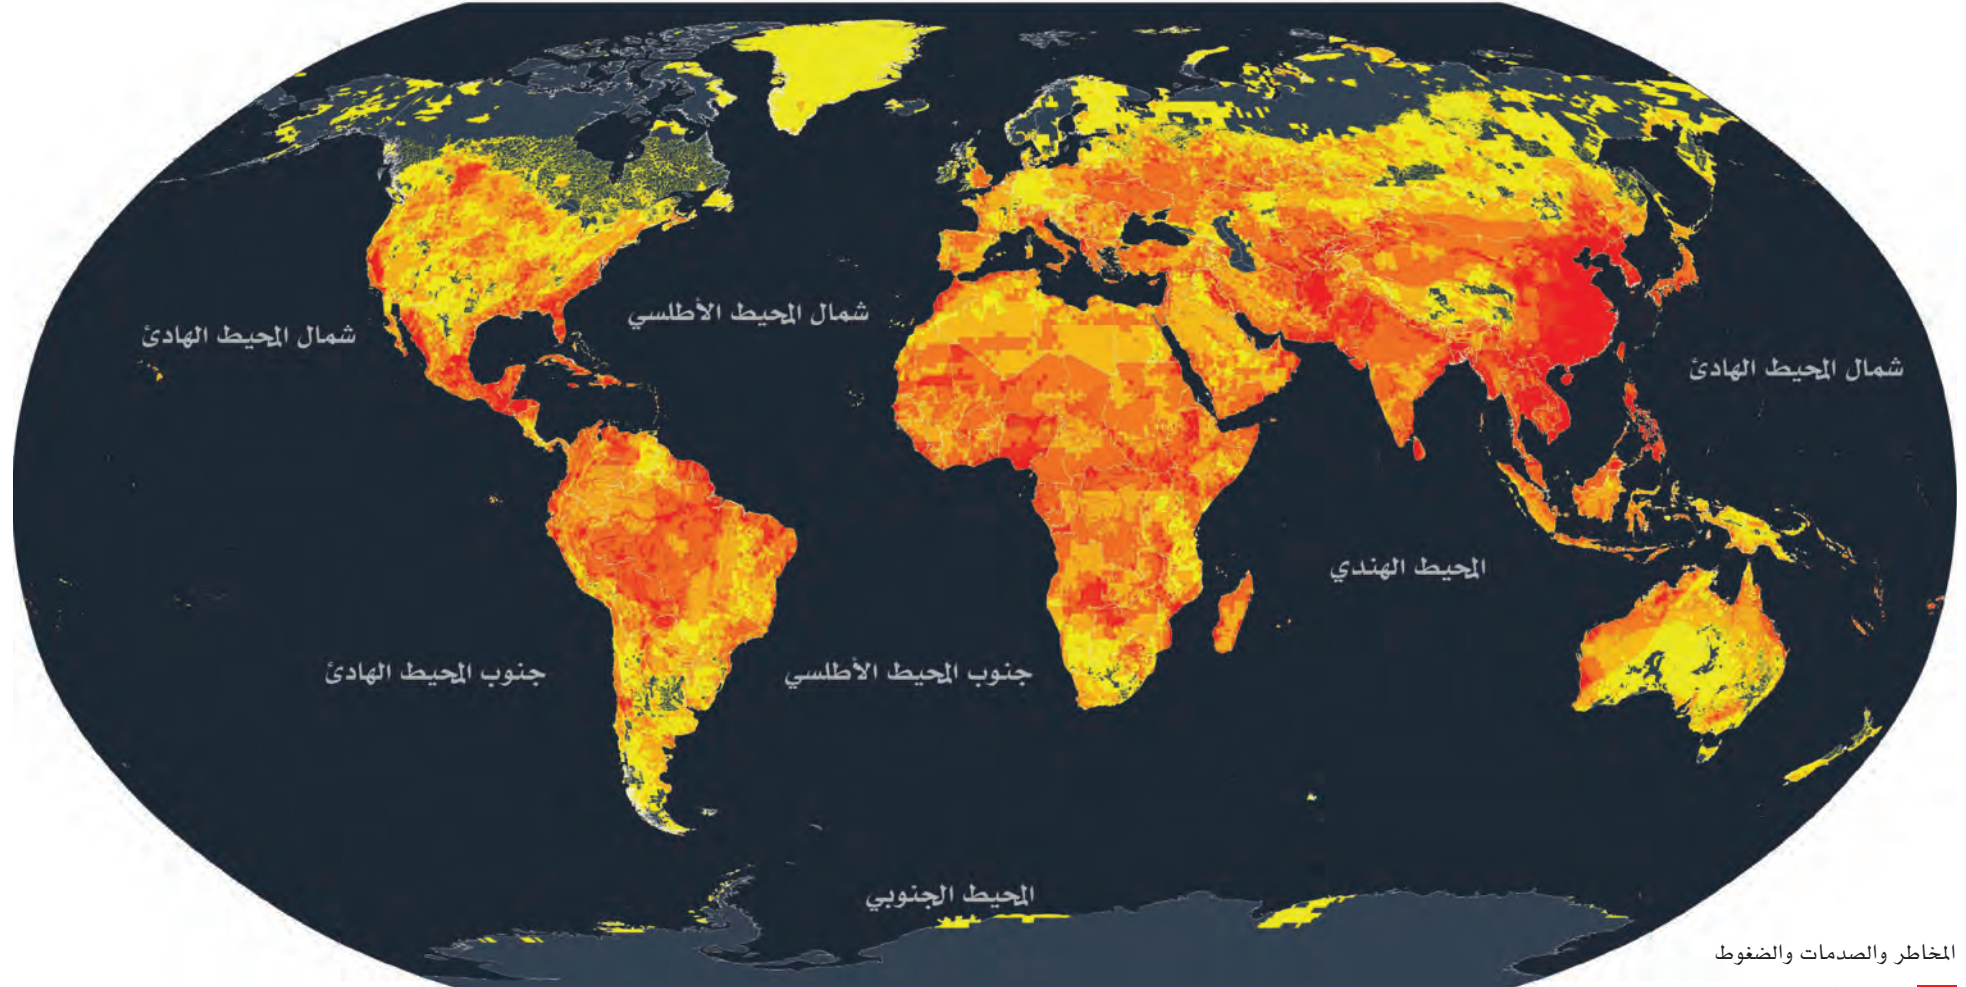 شمال المحيط الأطلسي
شمال المحيط الهادئ
شمال المحيط الهادئ
المحيط الهندي
جنوب المحيط الهادئ
جنوب المحيط الأطلسي
المحيط الجنوبي
المخاطر والصدمات والضغوط